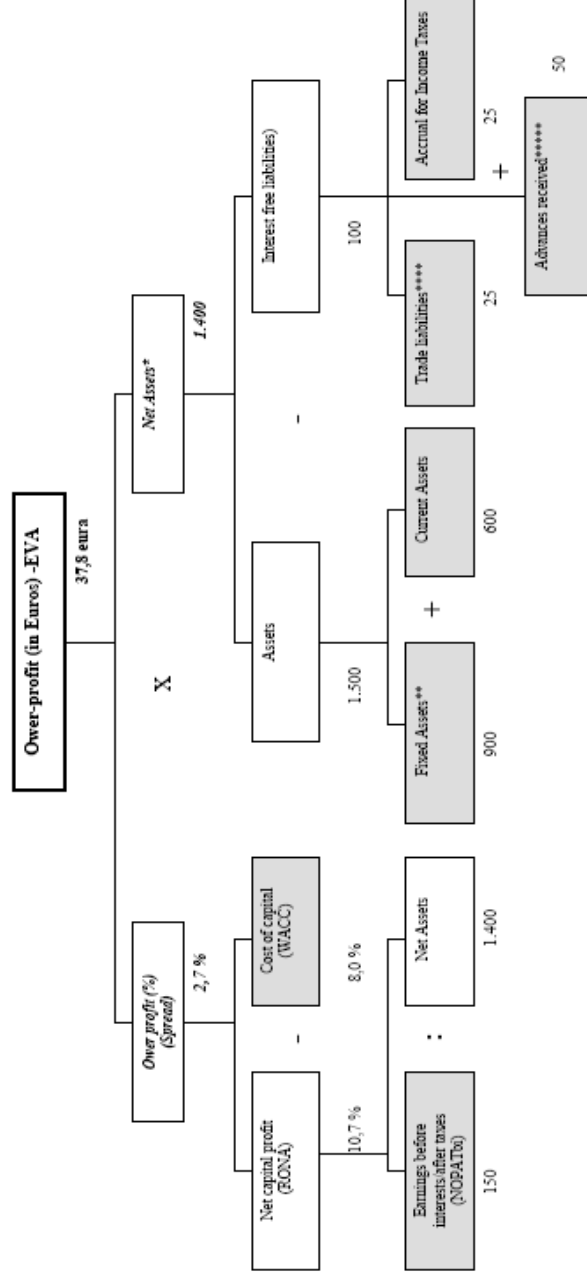 Ower-profit (in Euros) -EVA
37,8 eura
Ower profit (%)
(Spread)
2,7 %
X
Net Assets*
1.400
Net capital profit
(RONA)
10,7 %
-
Cost of capital
(WACC)
8,0 %
Assets
1.500
-
Interest free liabilities)
100
Earnings before
interests/after taxes
(NOPATbi)
150
:
Net Assets
1.400
Fixed Assets**
900
+
Current Assets
600
Trade liabilities****
25
+
Accrual for Income Taxes
25
Advances received*****
50